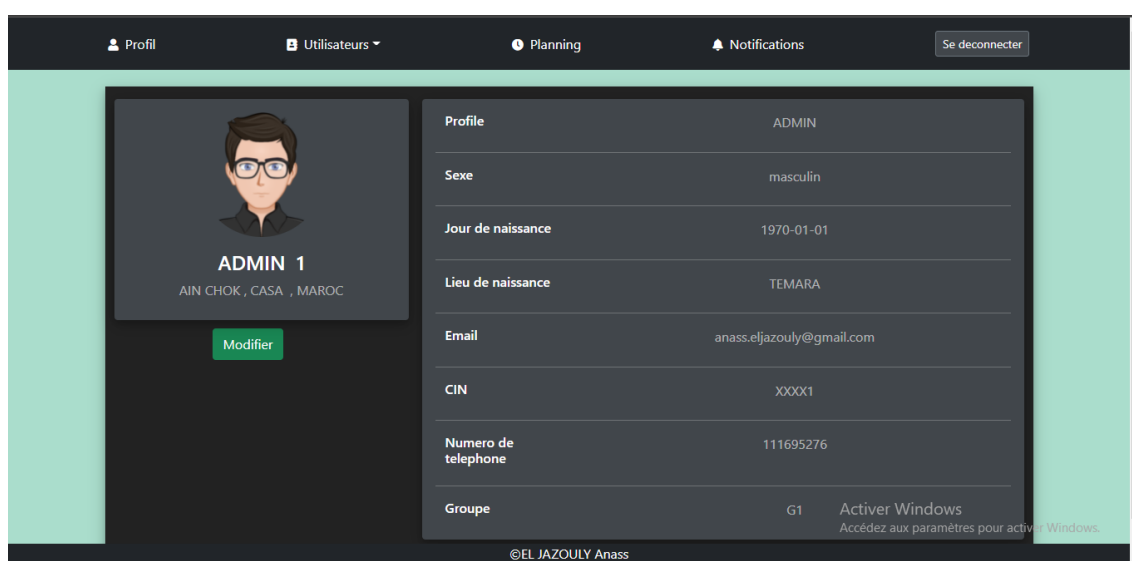 Profil Utilisateurs Planning Notifications Se deconnecter
ADMIN 1
AIN CHOK , CASA , MAROC
Modifier
Profile ADMIN
Sexe masculin
Jour de naissance 1970-01-01
Lieu de naissance TEMARA
Email anass.eljazouly@gmail.com
CIN XXXX1
Numero de
telephone 111695276
Groupe G1
Activer Windows
Accédez aux paramètres pour activer Windows.
©EL JAZOULY Anass